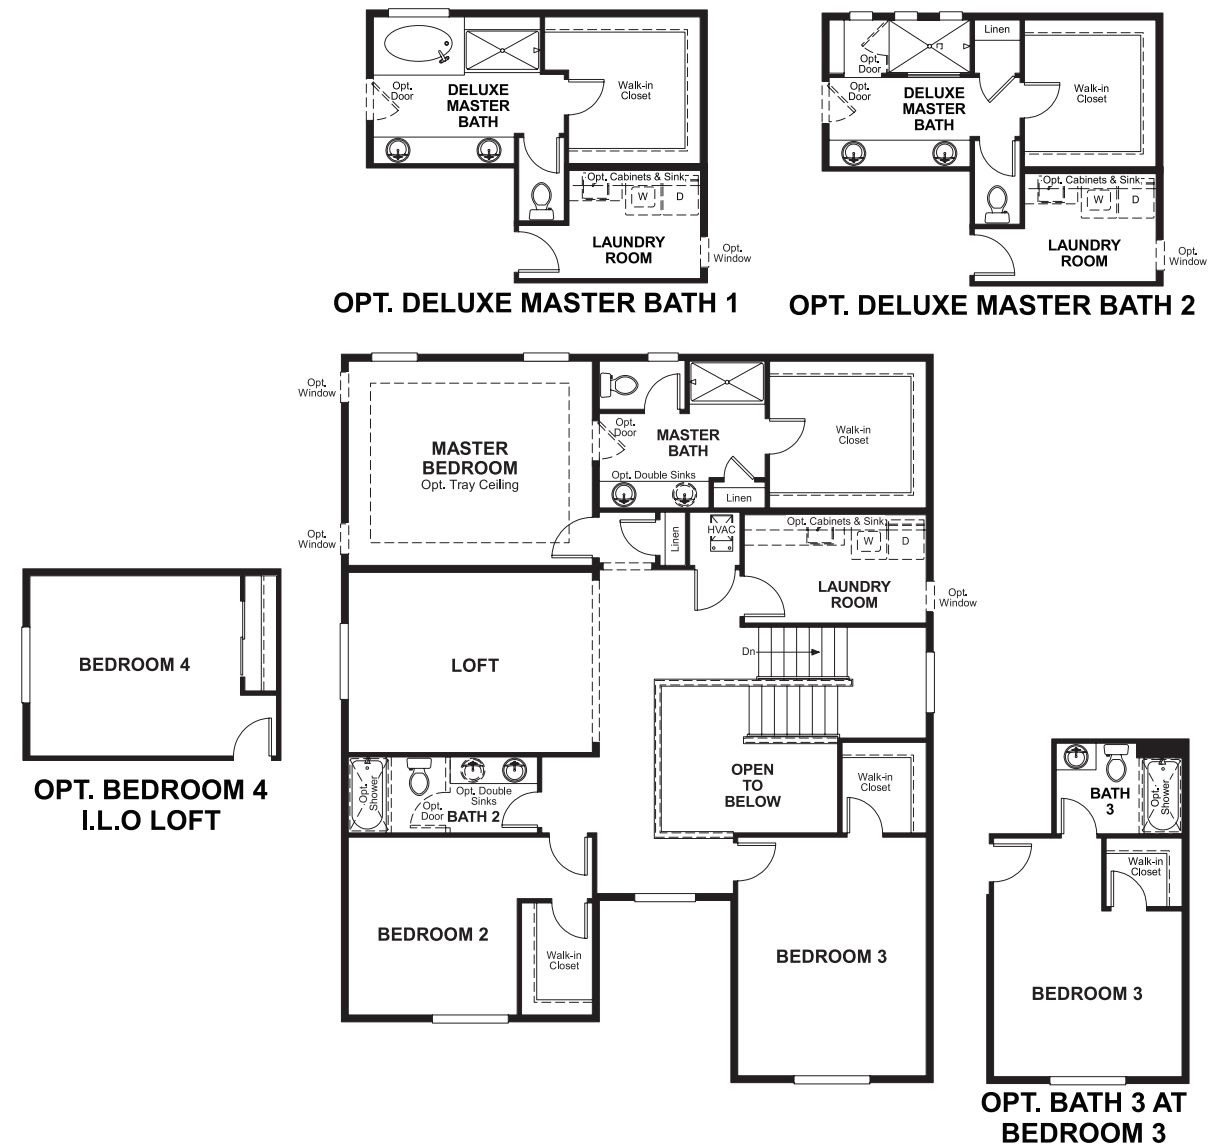 Opt.
Door
DELUXE
MASTER
BATH
Walk-in
Closet
Opt. Cabinets & Sink
W
D
LAUNDRY
ROOM
Opt.
Window
OPT. DELUXE MASTER BATH 1
Linen
Opt.
Door
Opt.
Door
DELUXE
MASTER
BATH
Walk-in
Closet
Opt. Cabinets & Sink
W
D
LAUNDRY
ROOM
Opt.
Window
OPT. DELUXE MASTER BATH 2
Opt.
Window
MASTER
BEDROOM
Opt. Tray Ceiling
Opt.
Window
Opt.
Door
MASTER
BATH
Opt. Double Sinks
Linen
Walk-in
Closet
Linen
HVAC
Opt. Cabinets & Sink
W
D
LAUNDRY
ROOM
Opt.
Window
BEDROOM 4
OPT. BEDROOM 4
I.L.O LOFT
LOFT
Dn
OPEN
TO
BELOW
Walk-in
Closet
Opt.
Shower
Opt. Double
Sinks
Opt.
Door
BATH 2
BEDROOM 2
Walk-in
Closet
BEDROOM 3
BATH
3
Opt.
Shower
Walk-in
Closet
BEDROOM 3
OPT. BATH 3 AT
BEDROOM 3